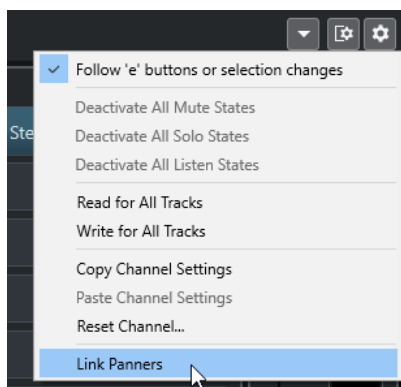 Follow 'e' buttons or selection changes
Deactivate All Mute States
Ste
Deactivate All Solo States
Deactivate All Listen States
Read for All Tracks
Write for All Tracks
Copy Channel Settings
Paste Channel Settings
Reset Channel...
Link Panners